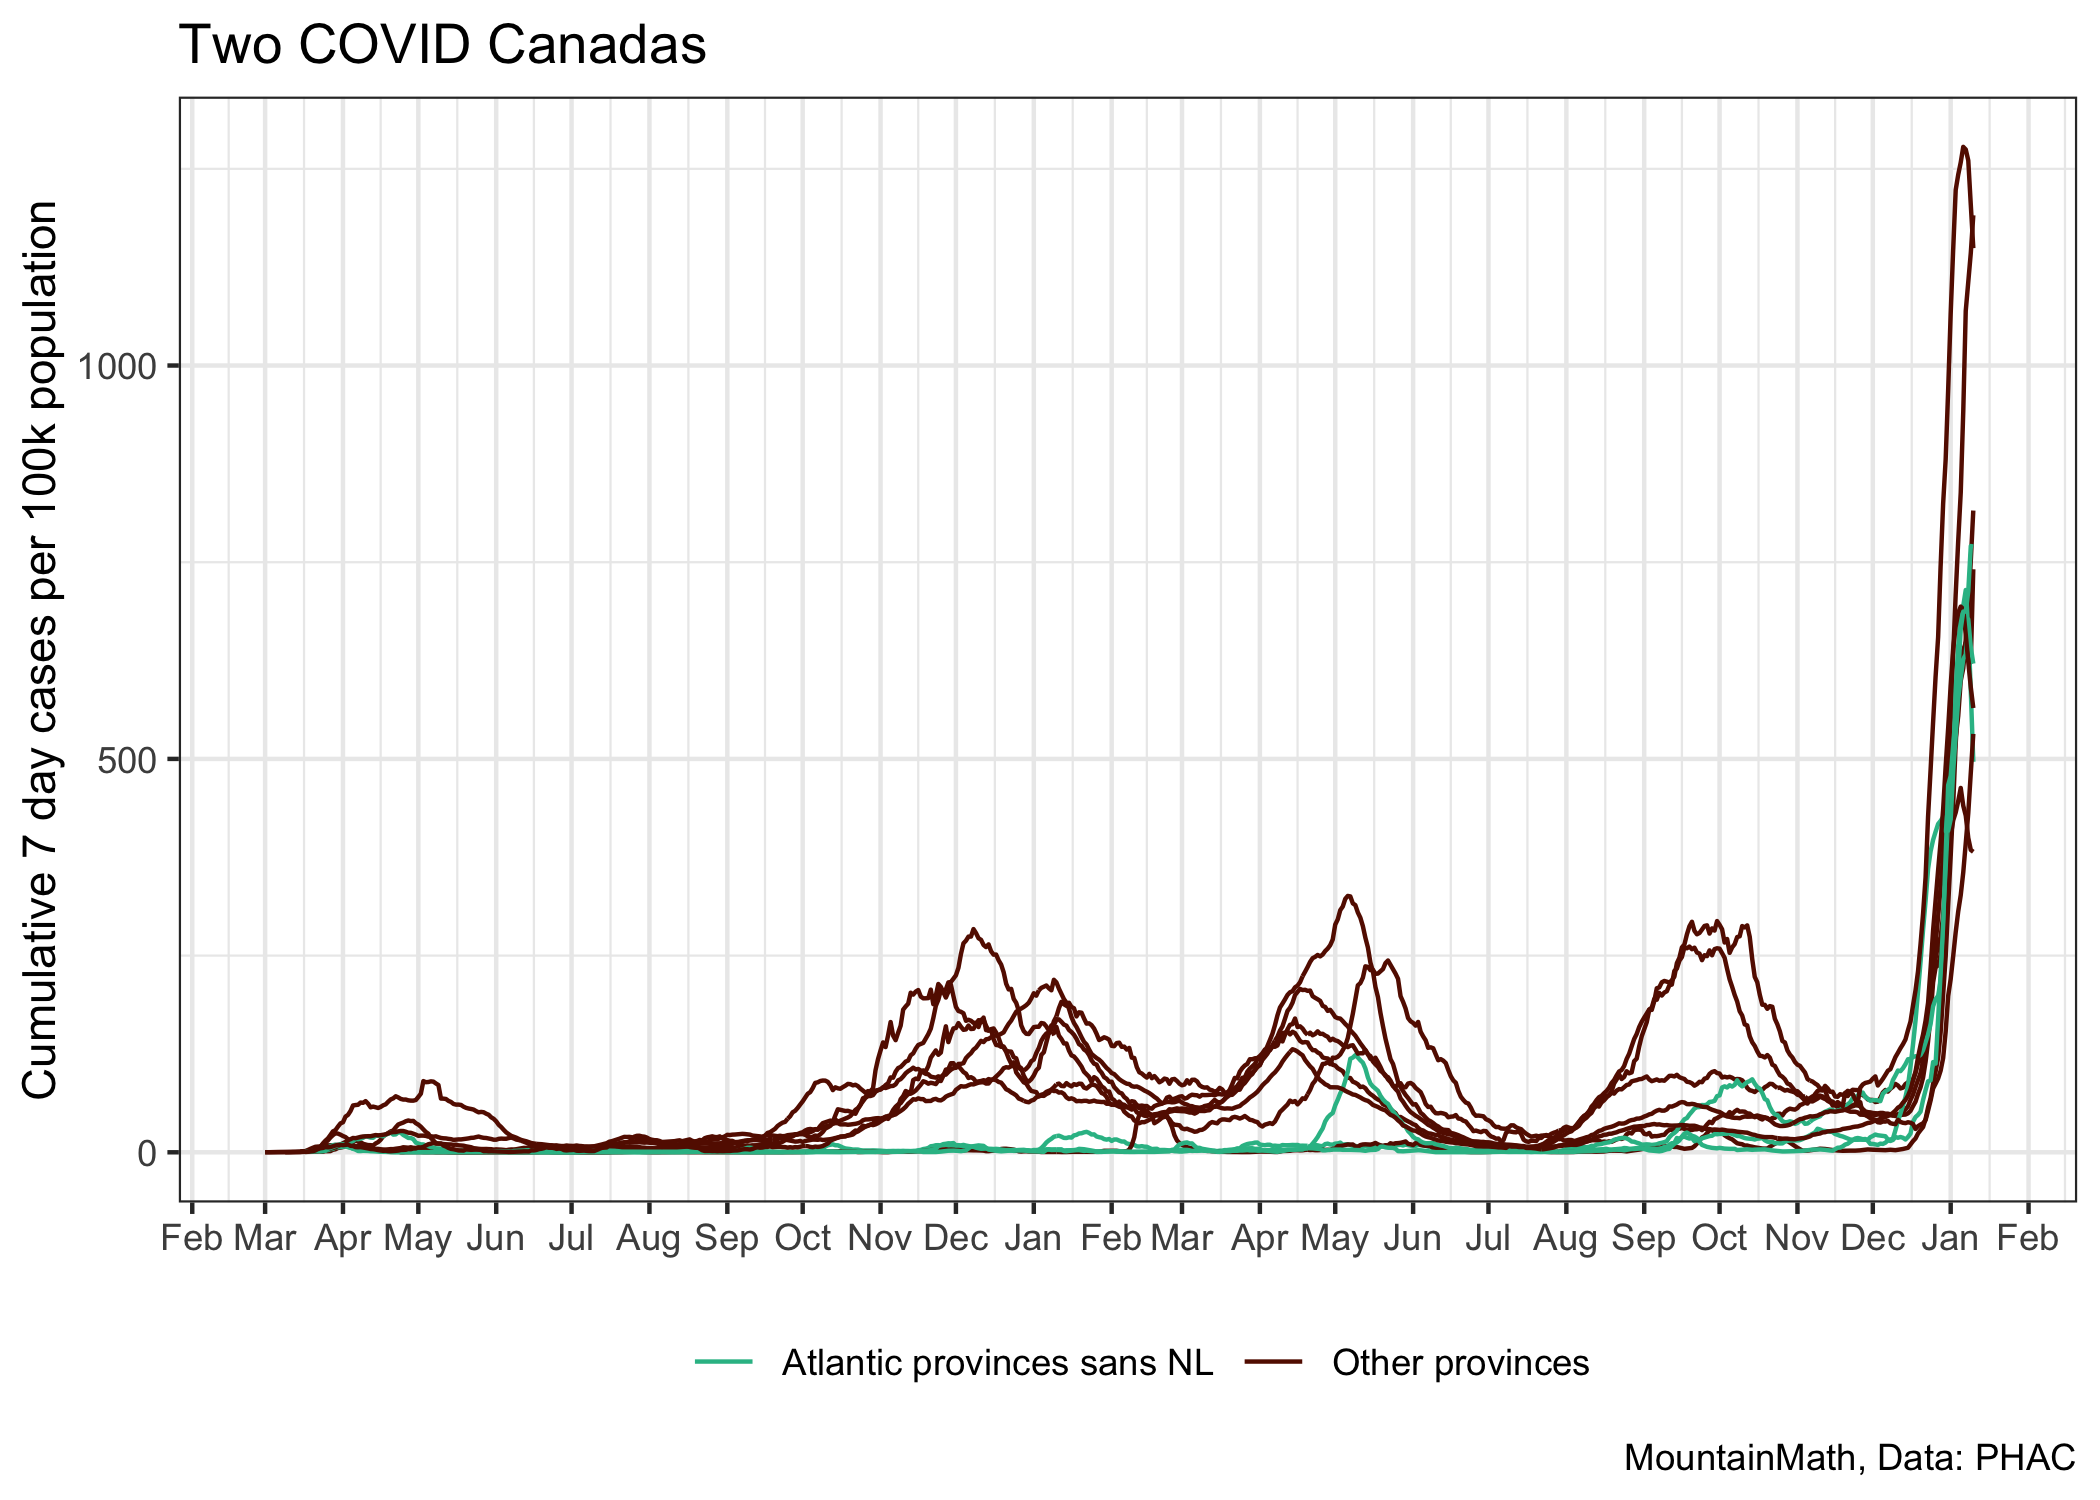 Two COVID Canadas
Cumulative 7 day cases per 100k population
1000
500
0
Feb Mar Apr May Jun Jul Aug Sep Oct Nov Dec Jan Feb Mar Apr May Jun Jul Aug Sep Oct Nov Dec Jan Feb
Atlantic provinces sans NL Other provinces
MountainMath, Data: PHAC